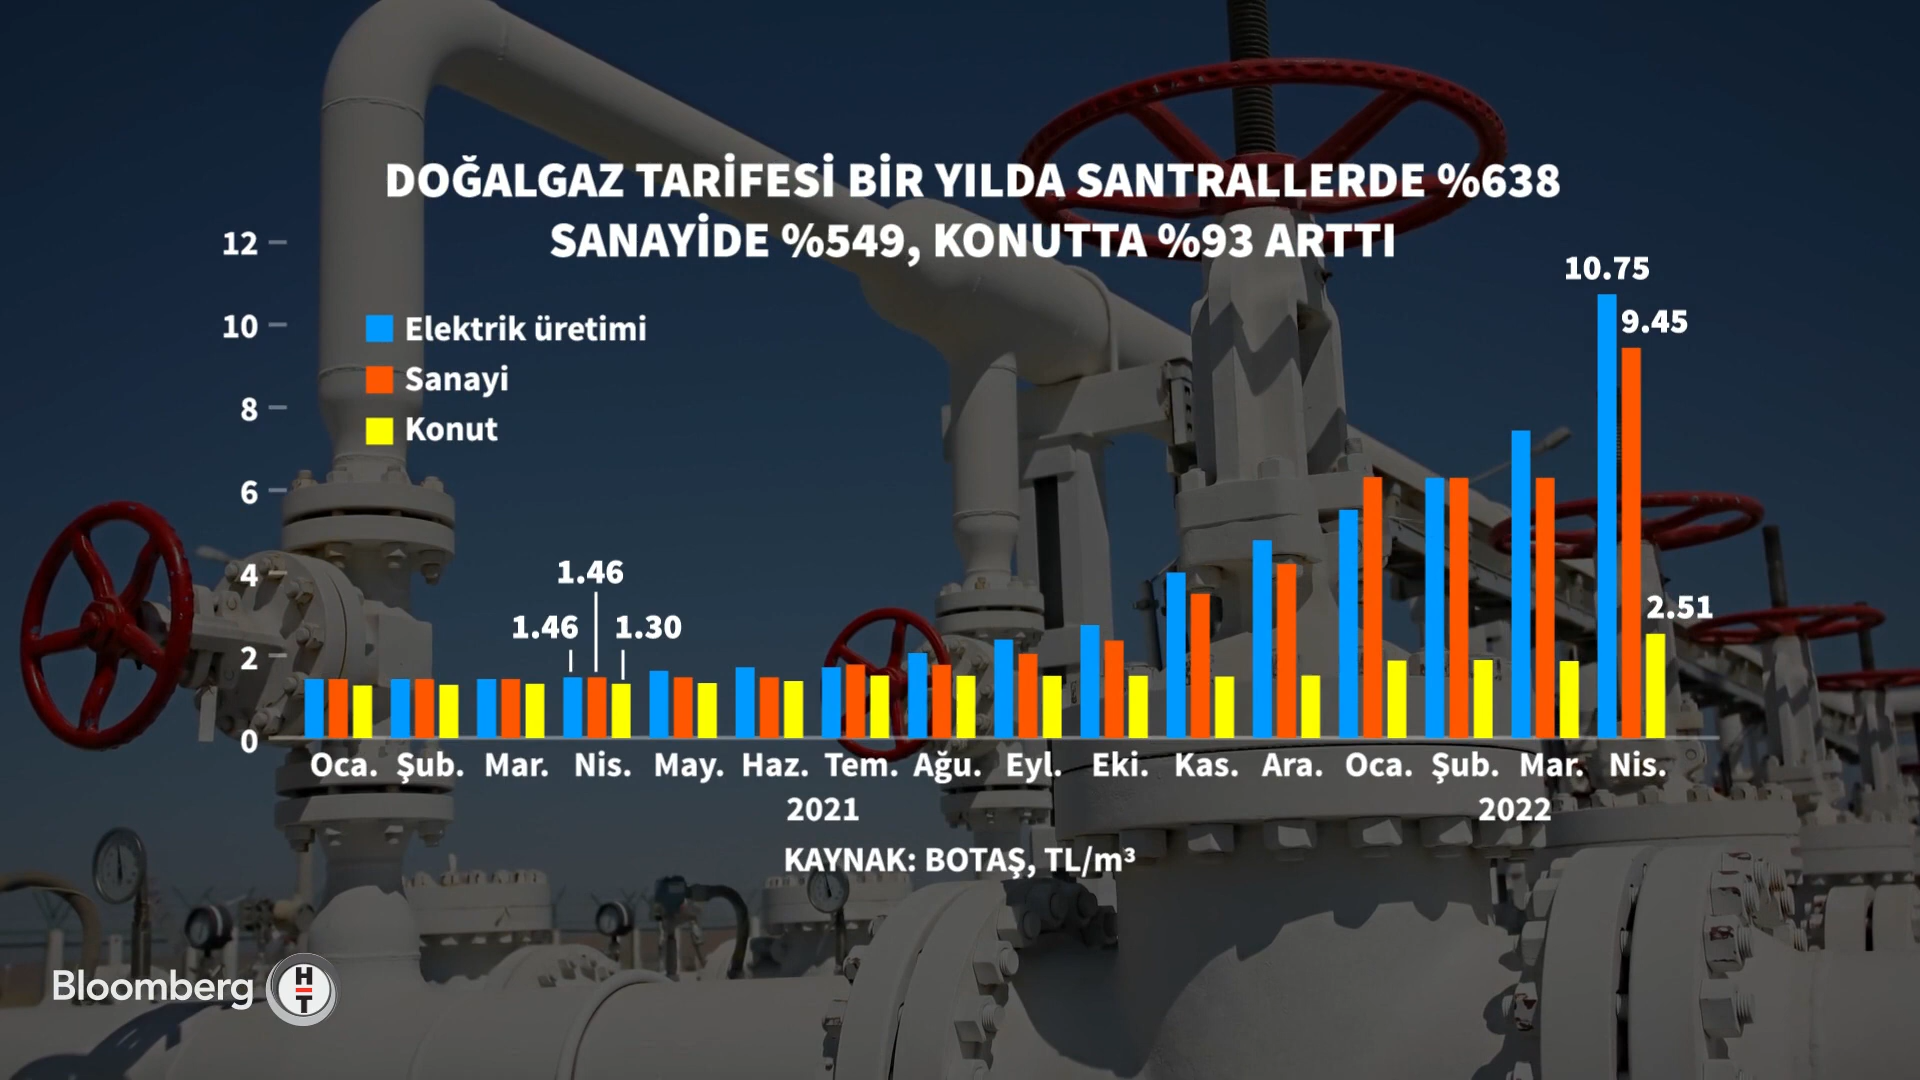 DOĞALGAZ TARİFESİ BİR YILDA SANTRALLERDE %638
SANAYİDE %549, KONUTTA %93 ARTTI
12
10
8
6
4
2
0
Elektrik üretimi
Sanayi
Konut
1.46
1.46
1.30
10.75
9.45
2.51
Oca. Şub. Mar. Nis. May. Haz. Tem. Ağu. Eyl. Eki. Kas. Ara. Oca. Şub. Mar. Nis.
2021 2022
KAYNAK: BOTAŞ, TL/m³
Bloomberg HT